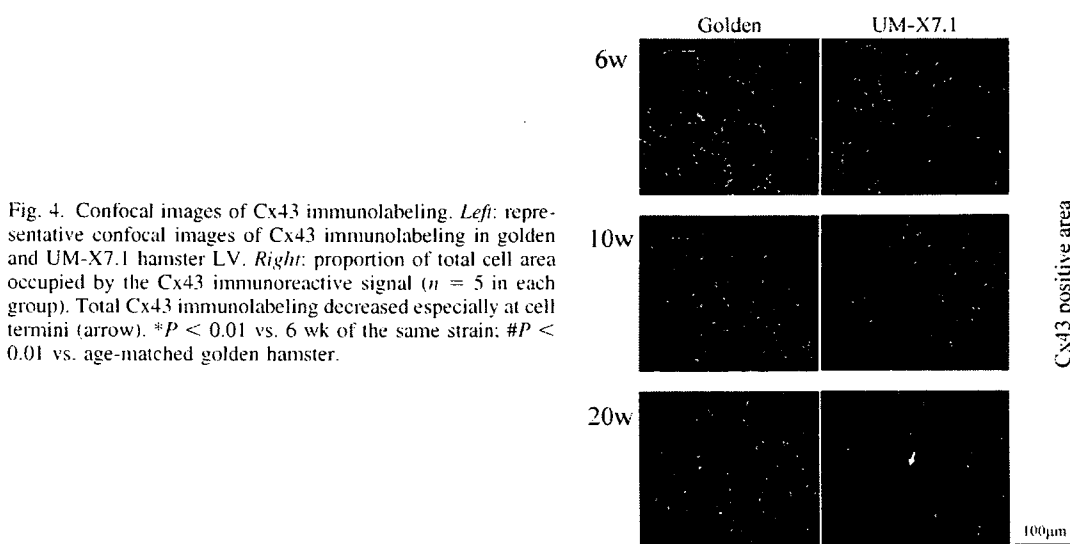 Fig. 4. Confocal images of Cx43 immunolabeling. Left: repre-
sentative confocal images of Cx43 immunolabeling in golden
and UM-X7.1 hamster LV. Right: proportion of total cell area
occupied by the Cx43 immunoreactive signal (n = 5 in each
group). Total Cx43 immunolabeling decreased especially at cell
termini (arrow). *P < 0.01 vs. 6 wk of the same strain; #P <
0.01 vs. age-matched golden hamster.
Golden UM-X7.1
6w
10w
20w
Cx43 positive area
100μm